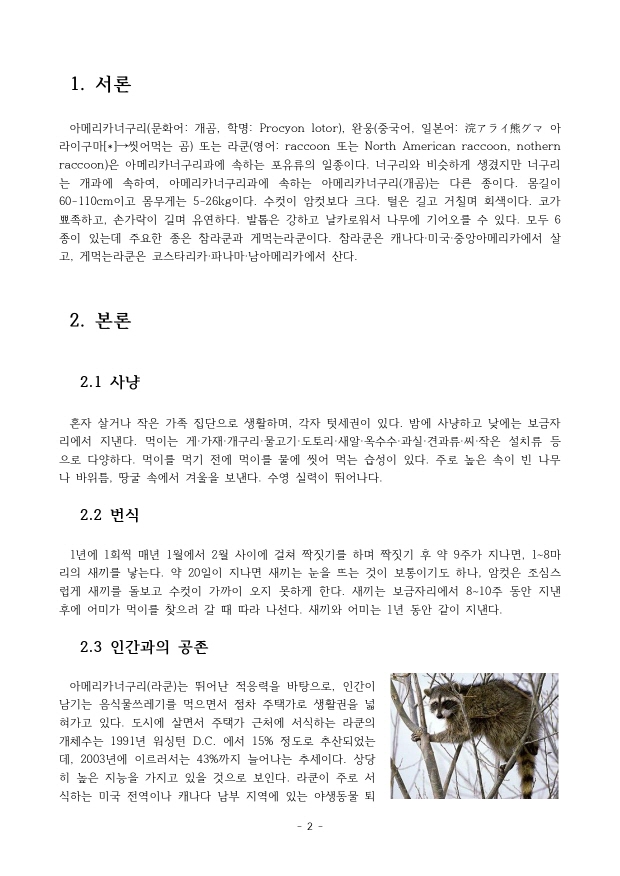 1. 서론
아메리카너구리(문화어: 개곰, 학명: Procyon lotor), 완웅(중국어, 일본어: 浣アライ熊グマ 아
라이구마[*]→씻어먹는 곰) 또는 라쿤(영어: raccoon 또는 North American raccoon, nothern
raccoon)은 아메리카너구리과에 속하는 포유류의 일종이다. 너구리와 비슷하게 생겼지만 너구리
는 개과에 속하여, 아메리카너구리과에 속하는 아메리카너구리(개곰)는 다른 종이다. 몸길이
60-110cm이고 몸무게는 5-26kg이다. 수컷이 암컷보다 크다. 털은 길고 거칠며 회색이다. 코가
뾰족하고, 손가락이 길며 유연하다. 발톱은 강하고 날카로워서 나무에 기어오를 수 있다. 모두 6
종이 있는데 주요한 종은 참라쿤과 게먹는라쿤이다. 참라쿤은 캐나다·미국·중앙아메리카에서 살
고, 게먹는라쿤은 코스타리카·파나마·남아메리카에서 산다.
2. 본론
2.1 사냥
혼자 살거나 작은 가족 집단으로 생활하며, 각자 텃세권이 있다. 밤에 사냥하고 낮에는 보금자
리에서 지낸다. 먹이는 게·가재·개구리·물고기·도토리·새알·옥수수·과실·견과류·씨·작은 설치류 등
으로 다양하다. 먹이를 먹기 전에 먹이를 물에 씻어 먹는 습성이 있다. 주로 높은 속이 빈 나무
나 바위틈, 땅굴 속에서 겨울을 보낸다. 수영 실력이 뛰어나다.
2.2 번식
1년에 1회씩 매년 1월에서 2월 사이에 걸쳐 짝짓기를 하며 짝짓기 후 약 9주가 지나면, 1~8마
리의 새끼를 낳는다. 약 20일이 지나면 새끼는 눈을 뜨는 것이 보통이기도 하나, 암컷은 조심스
럽게 새끼를 돌보고 수컷이 가까이 오지 못하게 한다. 새끼는 보금자리에서 8~10주 동안 지낸
후에 어미가 먹이를 찾으러 갈 때 따라 나선다. 새끼와 어미는 1년 동안 같이 지낸다.
2.3 인간과의 공존
아메리카너구리(라쿤)는 뛰어난 적응력을 바탕으로, 인간이
남기는 음식물쓰레기를 먹으면서 점차 주택가로 생활권을 넓
혀가고 있다. 도시에 살면서 주택가 근처에 서식하는 라쿤의
개체수는 1991년 워싱턴 D.C. 에서 15% 정도로 추산되었는
데, 2003년에 이르러서는 43%까지 늘어나는 추세이다. 상당
히 높은 지능을 가지고 있을 것으로 보인다. 라쿤이 주로 서
식하는 미국 전역이나 캐나다 남부 지역에 있는 야생동물 퇴
- 2 -